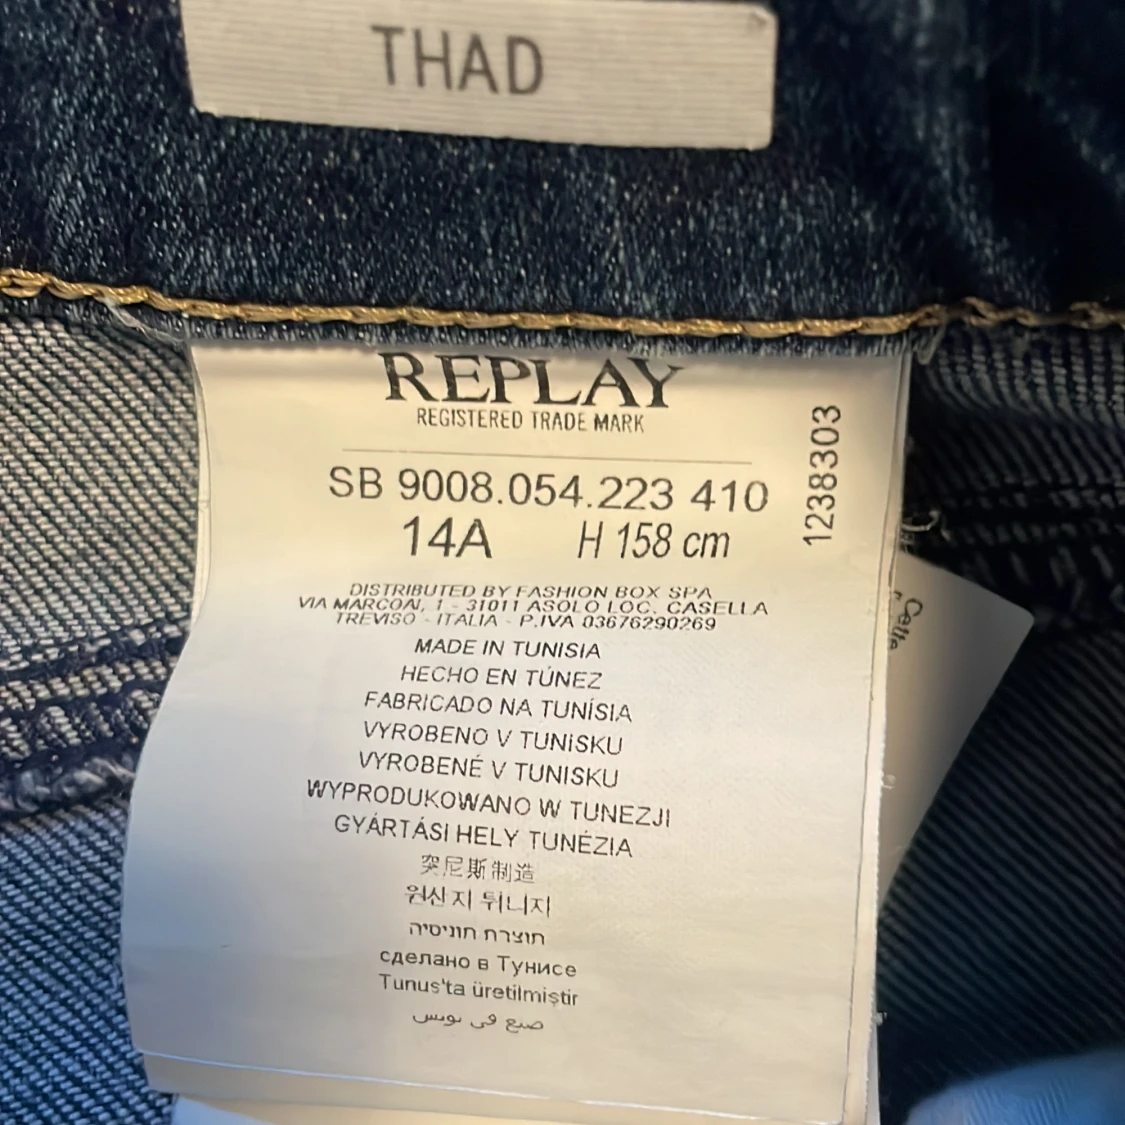 THAD
REPLAY
REGISTERED TRADE MARK
1238303
SB 9008.054.223 410
14A H 158 cm
DISTRIBUTED BY FASHION BOX SPA
VIA MARCONI, 1 - 31011 ASOLO LOC. CASELLA
TREVISO - ITALIA - P.IVA 03676290269
MADE IN TUNISIA
HECHO EN TÚNEZ
FABRICADO NA TUNÍSIA
VYROBENO V TUNiSKU
VYROBENÉ V TUNISKU
WYPRODUKOWANO W TUNEZJI
GYÁRTÁSI HELY TUNÉZIA
突尼斯制造
원산지 튀니지
תוצרת תוניסיה
сделано в Тунисе
Tunus'ta üretilmiştir
صنع في تونس
Cette